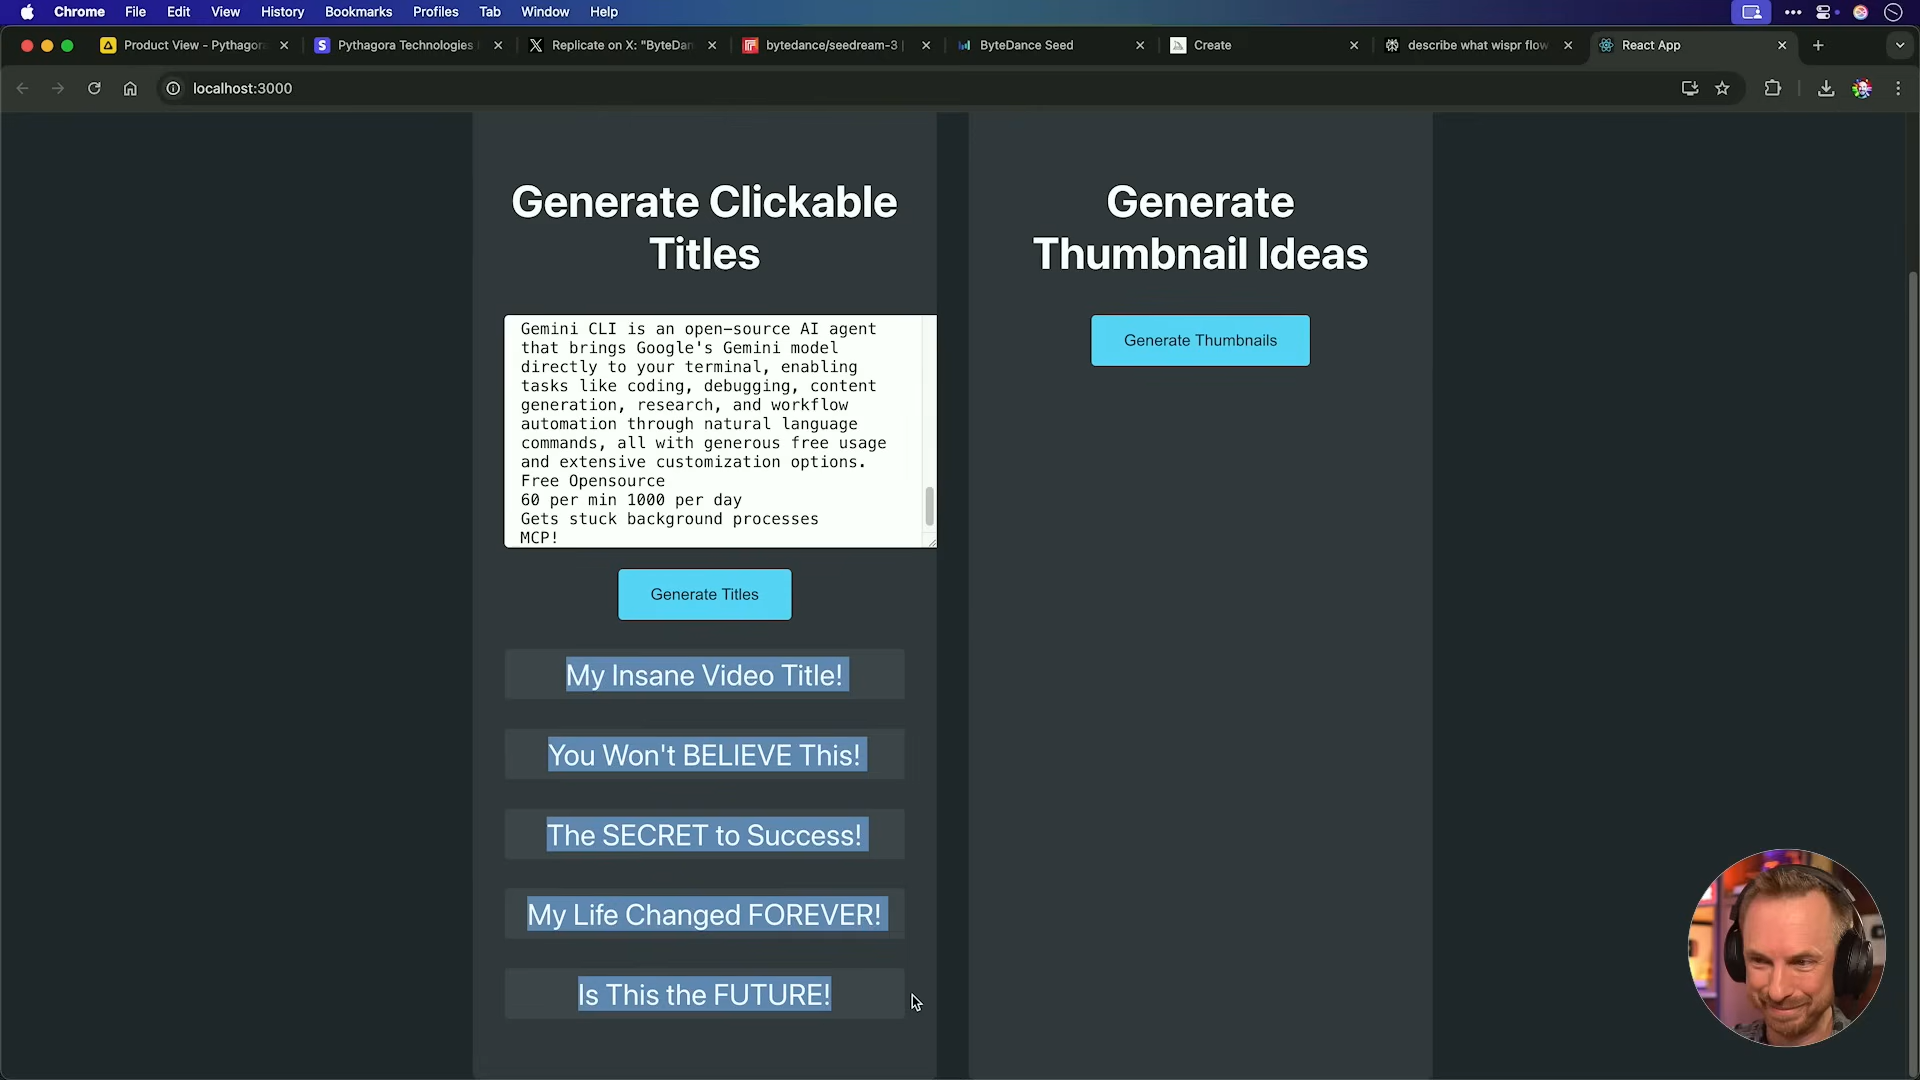 Chrome File Edit View History Bookmarks Profiles Tab Window Help
Product View - Pythagora
Pythagora Technologies
Replicate on X: "ByteDan
bytedance/seedream-3 |
ByteDance Seed
Create
describe what wispr flow
React App
localhost:3000
Generate Clickable
Titles
Gemini CLI is an open-source AI agent
that brings Google's Gemini model
directly to your terminal, enabling
tasks like coding, debugging, content
generation, research, and workflow
automation through natural language
commands, all with generous free usage
and extensive customization options.
Free Opensource
60 per min 1000 per day
Gets stuck background processes
MCP!
Generate Titles
My Insane Video Title!
You Won't BELIEVE This!
The SECRET to Success!
My Life Changed FOREVER!
Is This the FUTURE!
Generate
Thumbnail Ideas
Generate Thumbnails